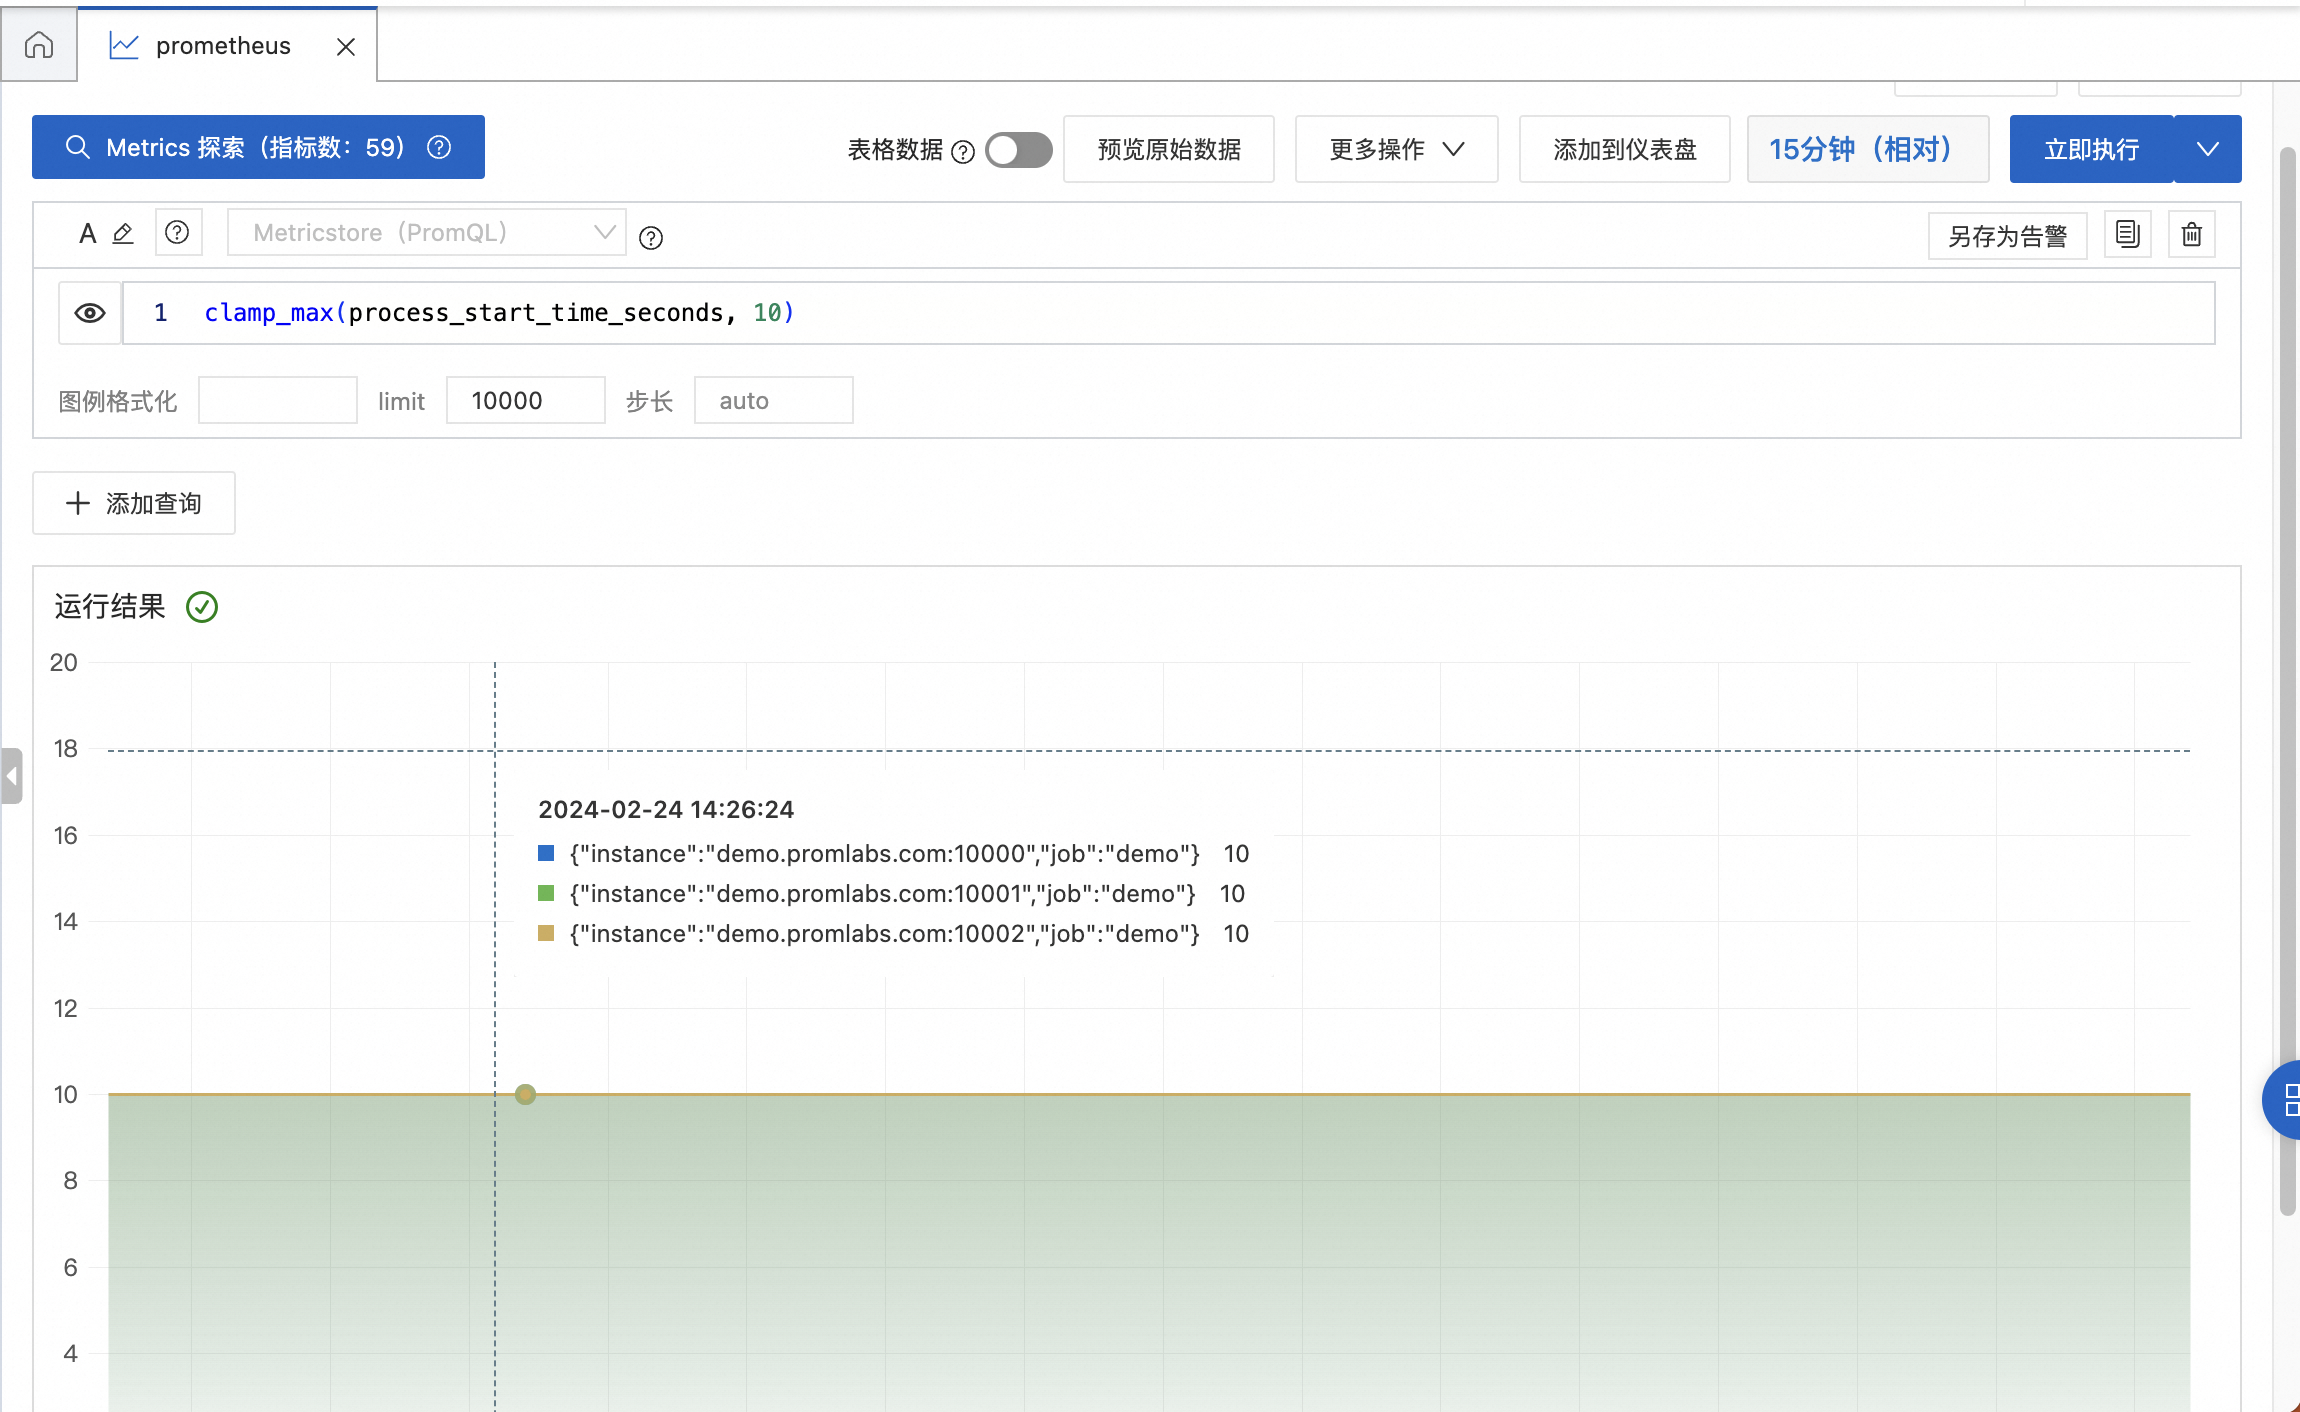 prometheus
Metrics 探索（指标数：59）
表格数据
预览原始数据
更多操作
添加到仪表盘
15分钟（相对）
立即执行
A
Metricstore（PromQL）
另存为告警
1 clamp_max(process_start_time_seconds, 10)
图例格式化
limit
10000
步长
auto
添加查询
运行结果
20
18
2024-02-24 14:26:24
{"instance":"demo.promlabs.com:10000","job":"demo"} 10
{"instance":"demo.promlabs.com:10001","job":"demo"} 10
{"instance":"demo.promlabs.com:10002","job":"demo"} 10
16
14
12
10
8
6
4